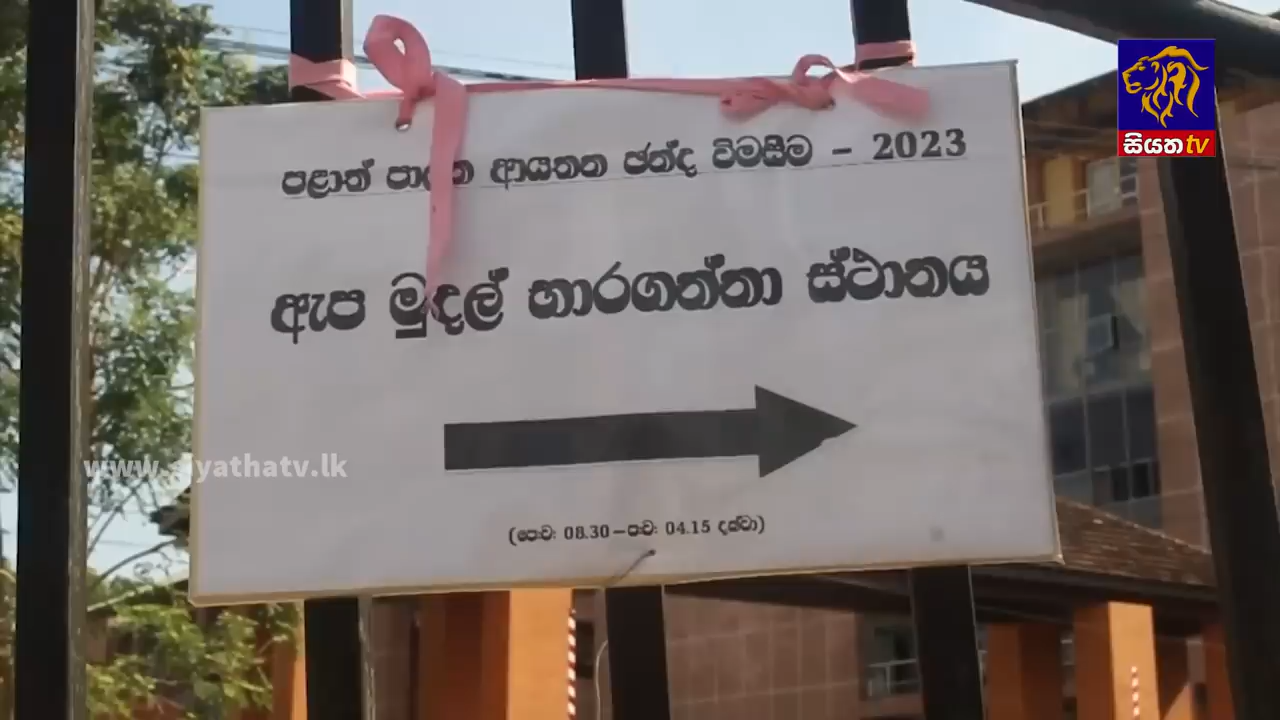 සියත tv
පළාත් පාලන ආයතන ඡන්ද විමසීම – 2023
ඇප මුදල් භාරගන්නා ස්ථානය
www.siyathatv.lk
(පෙ:ව: 08.30 – ප:ව: 04.15 දක්වා)